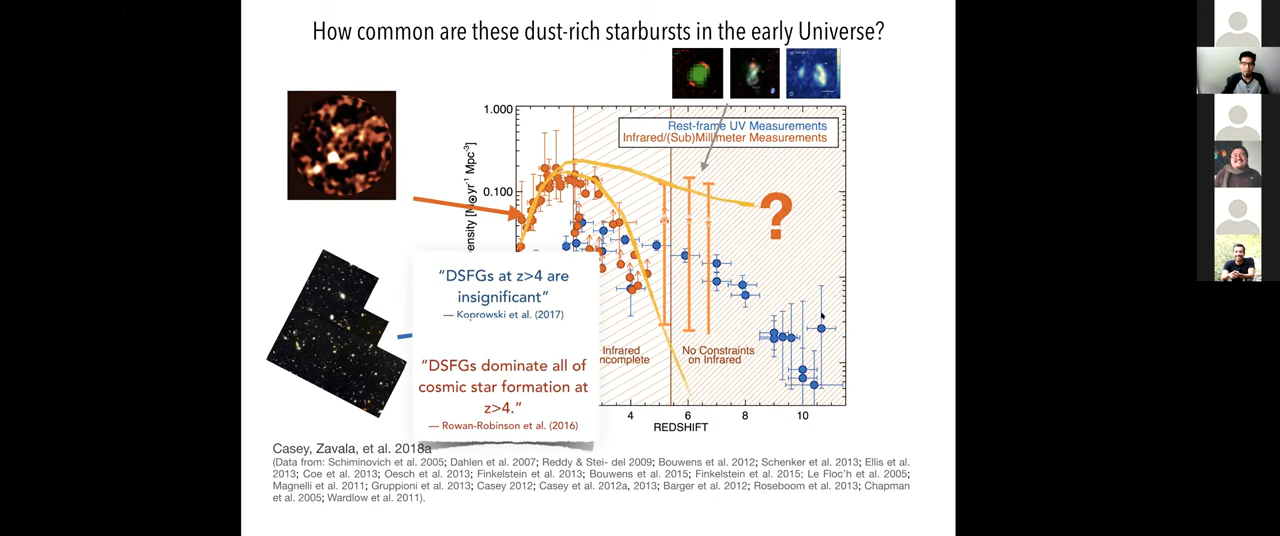 How common are these dust-rich starbursts in the early Universe?
1.000
Rest-frame UV Measurements
Infrared/(Sub)Millimeter Measurements
ensity [M⊙yr⁻¹ Mpc⁻³]
0.100
?
"DSFGs at z>4 are
insignificant"
— Koprowski et al. (2017)
"DSFGs dominate all of
cosmic star formation at
z>4."
— Rowan-Robinson et al. (2016)
Infrared
ncomplete
No Constraints
on Infrared
4
6
8
10
REDSHIFT
Casey, Zavala, et al. 2018a
(Data from: Schiminovich et al. 2005; Dahlen et al. 2007; Reddy & Stei- del 2009; Bouwens et al. 2012; Schenker et al. 2013; Ellis et al.
2013; Coe et al. 2013; Oesch et al. 2013; Finkelstein et al. 2013; Bouwens et al. 2015; Finkelstein et al. 2015; Le Floc'h et al. 2005;
Magnelli et al. 2011; Gruppioni et al. 2013; Casey 2012; Casey et al. 2012a, 2013; Barger et al. 2012; Roseboom et al. 2013; Chapman
et al. 2005; Wardlow et al. 2011).